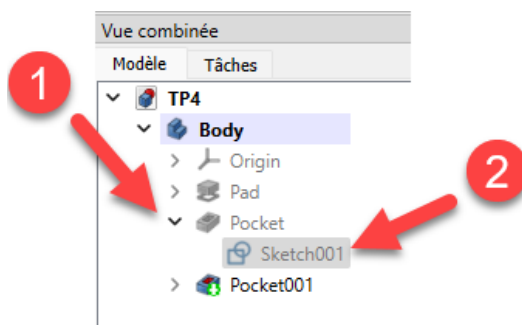 Vue combinée
Modèle Tâches
1
TP4
Body
Origin
2
Pad
Pocket
Sketch001
Pocket001